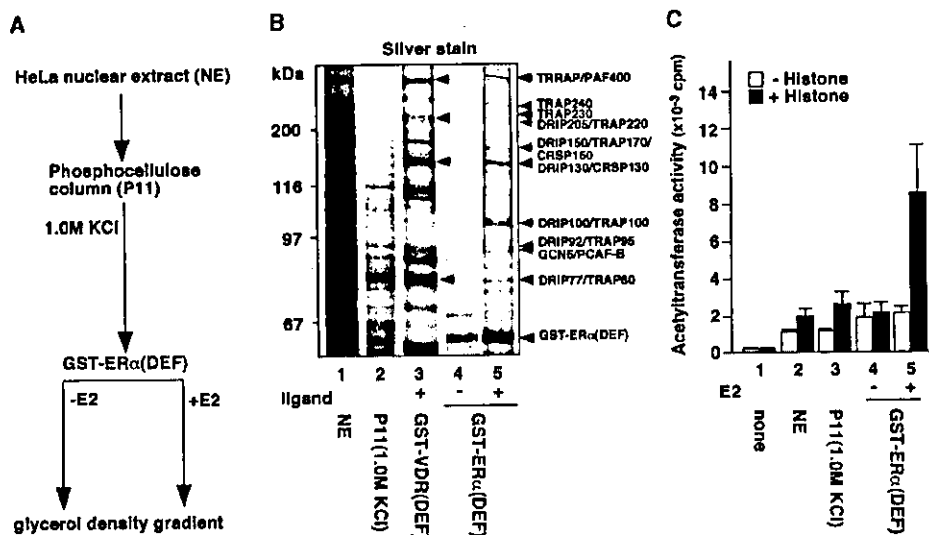 A
HeLa nuclear extract (NE)
Phosphocellulose
column (P11)
1.0M KCl
GST-ERα(DEF)
-E2
+E2
glycerol density gradient
B
Silver stain
kDa
200
116
97
67
TRRAP/PAF400
TRAP240
TRAP230
DRIP205/TRAP220
DRIP150/TRAP170/
CRSP150
DRIP130/CRSP130
DRIP100/TRAP100
DRIP92/TRAP95
GCN5/PCAF-B
DRIP77/TRAP80
GST-ERα(DEF)
1 2 3 4 5
ligand + - +
NE
P11(1.0M KCl)
GST-VDR(DEF)
GST-ERα(DEF)
C
- Histone
+ Histone
Acetyltransferase activity (x10⁻³ cpm)
14
12
10
8
6
4
2
0
1 2 3 4 5
E2 - +
none
NE
P11(1.0M KCl)
GST-ERα(DEF)